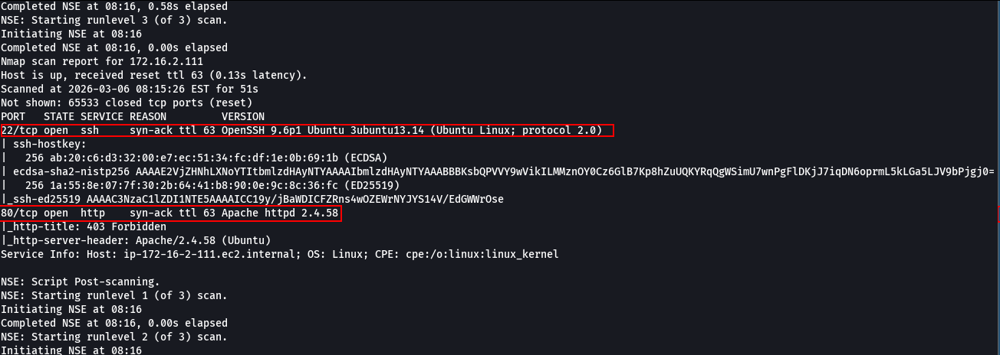 Completed NSE at 08:16, 0.58s elapsed
NSE: Starting runlevel 3 (of 3) scan.
Initiating NSE at 08:16
Completed NSE at 08:16, 0.00s elapsed
Nmap scan report for 172.16.2.111
Host is up, received reset ttl 63 (0.13s latency).
Scanned at 2026-03-06 08:15:26 EST for 51s
Not shown: 65533 closed tcp ports (reset)
PORT   STATE SERVICE REASON         VERSION
22/tcp open  ssh     syn-ack ttl 63 OpenSSH 9.6p1 Ubuntu 3ubuntu13.14 (Ubuntu Linux; protocol 2.0)
| ssh-hostkey:
|   256 ab:20:c6:d3:32:00:e7:ec:51:34:fc:df:1e:0b:69:1b (ECDSA)
| ecdsa-sha2-nistp256 AAAAE2VjZHNhLXNoYTItbmlzdHAyNTYAAAAIbmlzdHAyNTYAAABBBKsbQPVVY9wVikILMMznOY0Cz6GlB7Kp8hZuUQKYRqQgWSimU7wnPgFlDKjJ7iqDN6oprmL5kLGa5LJV9bPjgj0=
|   256 1a:55:8e:07:7f:30:2b:64:41:b8:90:0e:9c:8c:36:fc (ED25519)
|_ssh-ed25519 AAAAC3NzaC1lZDI1NTE5AAAAICC19y/jBaWDICFZRns4wOZEWrNYJYS14V/EdGWWrOse
80/tcp open  http    syn-ack ttl 63 Apache httpd 2.4.58
|_http-title: 403 Forbidden
|_http-server-header: Apache/2.4.58 (Ubuntu)
Service Info: Host: ip-172-16-2-111.ec2.internal; OS: Linux; CPE: cpe:/o:linux:linux_kernel
NSE: Script Post-scanning.
NSE: Starting runlevel 1 (of 3) scan.
Initiating NSE at 08:16
Completed NSE at 08:16, 0.00s elapsed
NSE: Starting runlevel 2 (of 3) scan.
Initiating NSE at 08:16